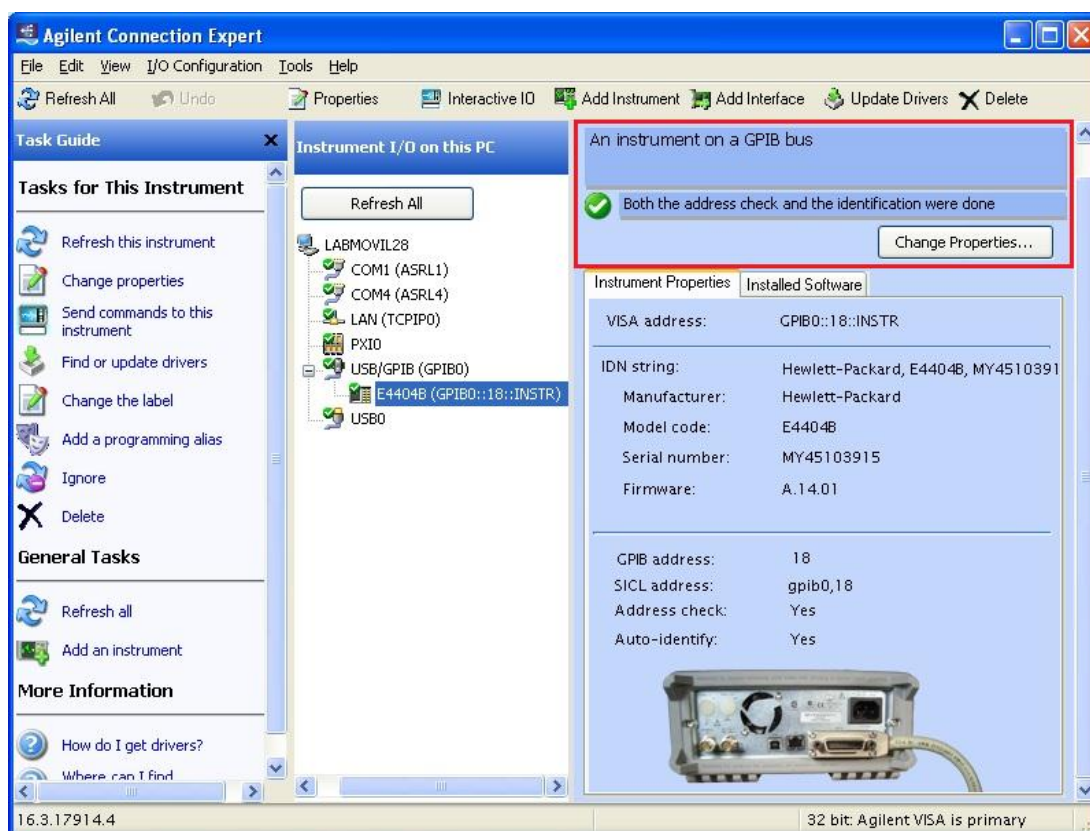 Agilent Connection Expert
File Edit View I/O Configuration Tools Help
Refresh All Undo Properties Interactive IO Add Instrument Add Interface Update Drivers Delete
Task Guide
Tasks for This Instrument
Refresh this instrument
Change properties
Send commands to this
instrument
Find or update drivers
Change the label
Add a programming alias
Ignore
Delete
General Tasks
Refresh all
Add an instrument
More Information
How do I get drivers?
Where can I find
Instrument I/O on this PC
Refresh All
LABMOVIL28
COM1 (ASRL1)
COM4 (ASRL4)
LAN (TCPIP0)
PXI0
USB/GPIB (GPIB0)
E4404B (GPIB0::18::INSTR)
USB0
An instrument on a GPIB bus
Both the address check and the identification were done
Change Properties...
Instrument Properties Installed Software
VISA address: GPIB0::18::INSTR
IDN string: Hewlett-Packard, E4404B, MY4510391
Manufacturer: Hewlett-Packard
Model code: E4404B
Serial number: MY45103915
Firmware: A.14.01
GPIB address: 18
SICL address: gpib0,18
Address check: Yes
Auto-identify: Yes
16.3.17914.4 32 bit: Agilent VISA is primary